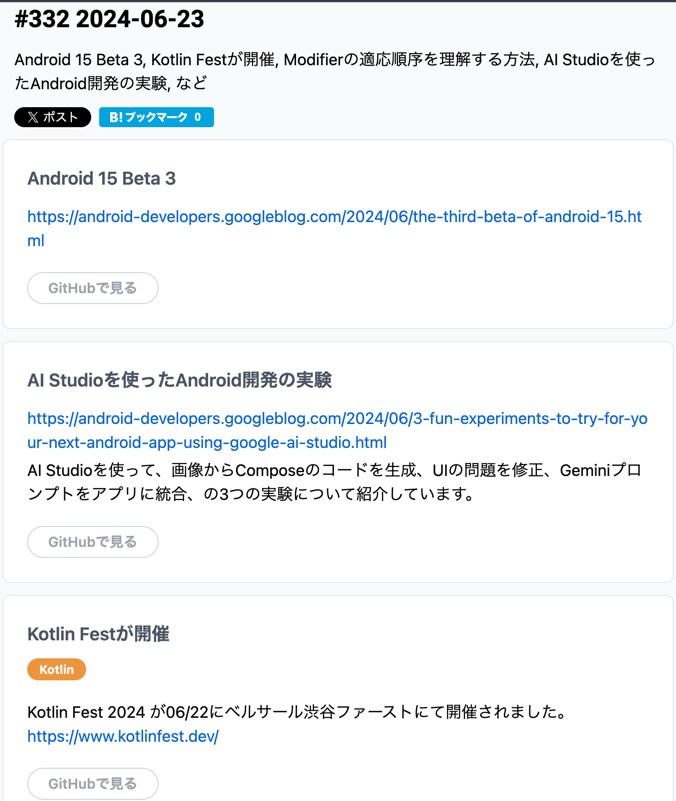 #332 2024-06-23
Android 15 Beta 3, Kotlin Festが開催, Modifierの適応順序を理解する方法, AI Studioを使っ
たAndroid開発の実験, など
𝕏 ポスト B!ブックマーク 0
Android 15 Beta 3
https://android-developers.googleblog.com/2024/06/the-third-beta-of-android-15.ht
ml
GitHubで見る
AI Studioを使ったAndroid開発の実験
https://android-developers.googleblog.com/2024/06/3-fun-experiments-to-try-for-yo
ur-next-android-app-using-google-ai-studio.html
AI Studioを使って、画像からComposeのコードを生成、UIの問題を修正、Geminiプロ
ンプトをアプリに統合、の3つの実験について紹介しています。
GitHubで見る
Kotlin Festが開催
Kotlin
Kotlin Fest 2024 が06/22にベルサール渋谷ファーストにて開催されました。
https://www.kotlinfest.dev/
GitHubで見る